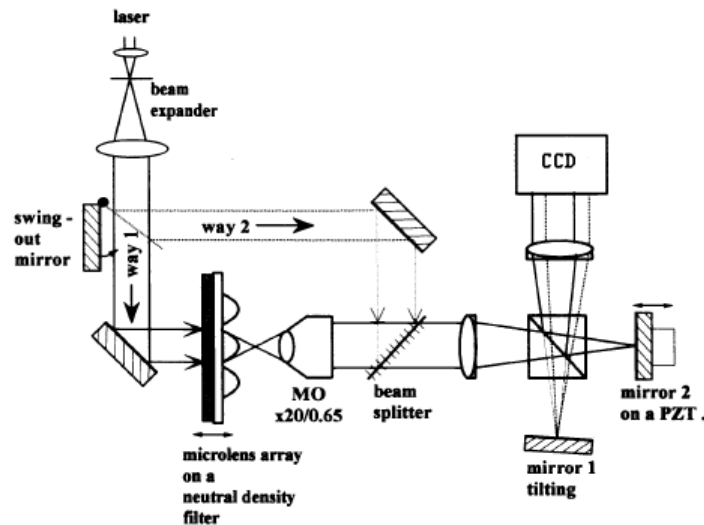 laser
beam
expander
CCD
swing -
out
mirror
way 1
way 2
MO
x20/0.65
beam
splitter
mirror 2
on a PZT .
microlens array
on a
neutral density
filter
mirror 1
tilting